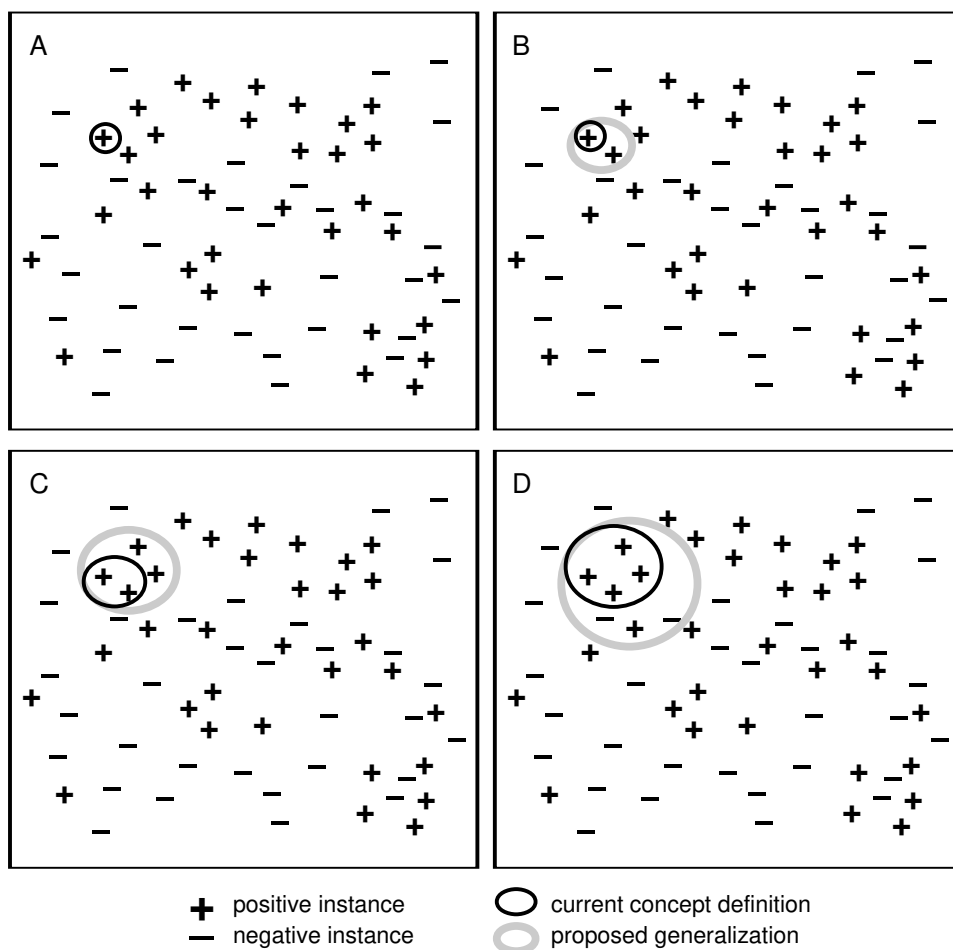 A
B
C
D
positive instance
current concept definition
negative instance
proposed generalization